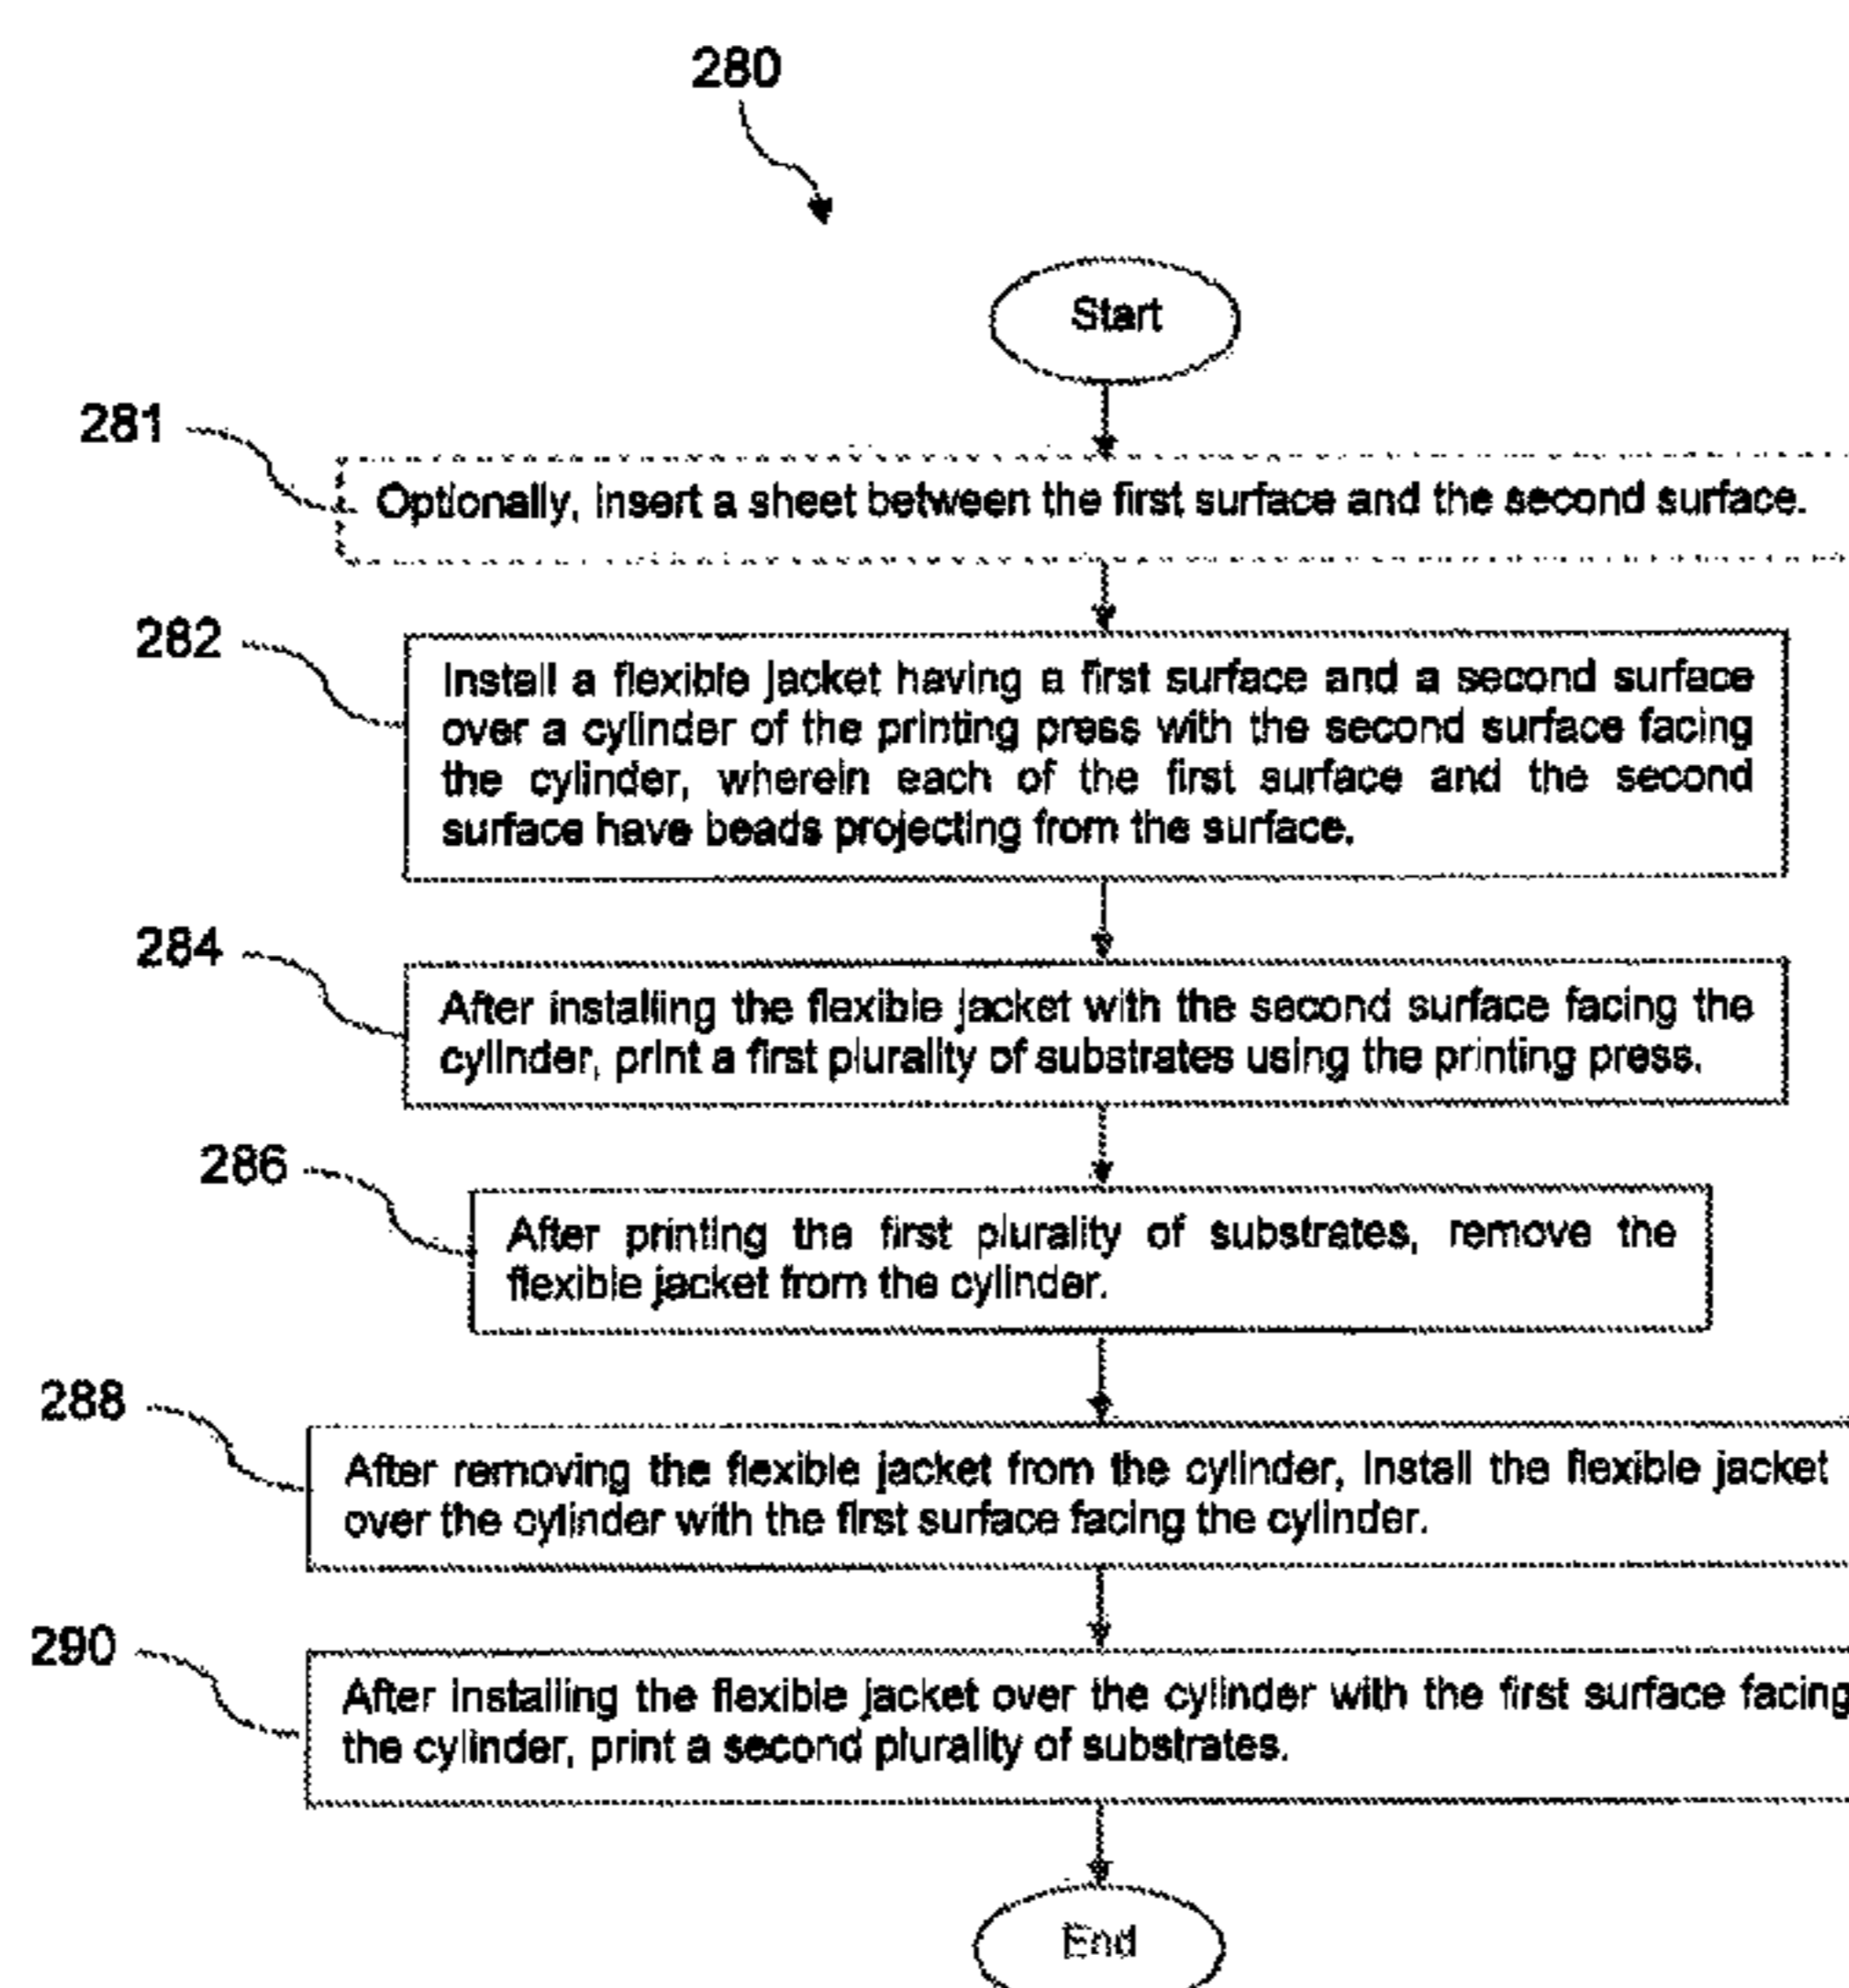 280
Start
281
Optionally, insert a sheet between the first surface and the second surface.
282
Install a flexible jacket having a first surface and a second surface
over a cylinder of the printing press with the second surface facing
the cylinder, wherein each of the first surface and the second
surface have beads projecting from the surface.
284
After installing the flexible jacket with the second surface facing the
cylinder, print a first plurality of substrates using the printing press.
286
After printing the first plurality of substrates, remove the
flexible jacket from the cylinder.
288
After removing the flexible jacket from the cylinder, install the flexible jacket
over the cylinder with the first surface facing the cylinder.
290
After installing the flexible jacket over the cylinder with the first surface facing
the cylinder, print a second plurality of substrates.
End